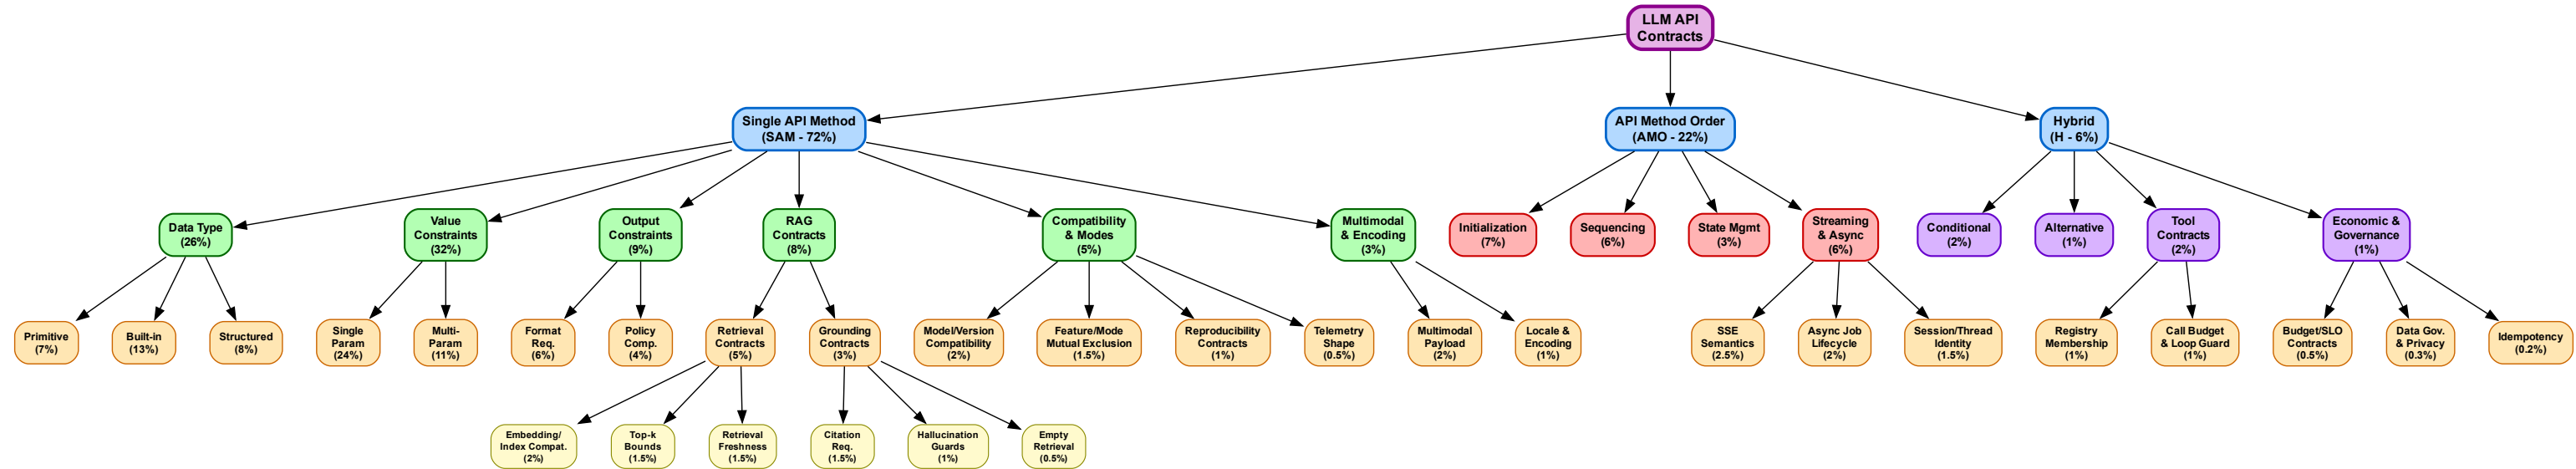 LLM API
Contracts
Single API Method
(SAM - 72%)
API Method Order
(AMO - 22%)
Hybrid
(H - 6%)
Data Type
(26%)
Value
Constraints
(32%)
Output
Constraints
(9%)
RAG
Contracts
(8%)
Compatibility
& Modes
(5%)
Multimodal
& Encoding
(3%)
Initialization
(7%)
Sequencing
(6%)
State Mgmt
(3%)
Streaming
& Async
(6%)
Conditional
(2%)
Alternative
(1%)
Tool
Contracts
(2%)
Economic &
Governance
(1%)
Primitive
(7%)
Built-in
(13%)
Structured
(8%)
Single
Param
(24%)
Multi-
Param
(11%)
Format
Req.
(6%)
Policy
Comp.
(4%)
Retrieval
Contracts
(5%)
Grounding
Contracts
(3%)
Model/Version
Compatibility
(2%)
Feature/Mode
Mutual Exclusion
(1.5%)
Reproducibility
Contracts
(1%)
Telemetry
Shape
(0.5%)
Multimodal
Payload
(2%)
Locale &
Encoding
(1%)
SSE
Semantics
(2.5%)
Async Job
Lifecycle
(2%)
Session/Thread
Identity
(1.5%)
Registry
Membership
(1%)
Call Budget
& Loop Guard
(1%)
Budget/SLO
Contracts
(0.5%)
Data Gov.
& Privacy
(0.3%)
Idempotency
(0.2%)
Embedding/
Index Compat.
(2%)
Top-k
Bounds
(1.5%)
Retrieval
Freshness
(1.5%)
Citation
Req.
(1.5%)
Hallucination
Guards
(1%)
Empty
Retrieval
(0.5%)